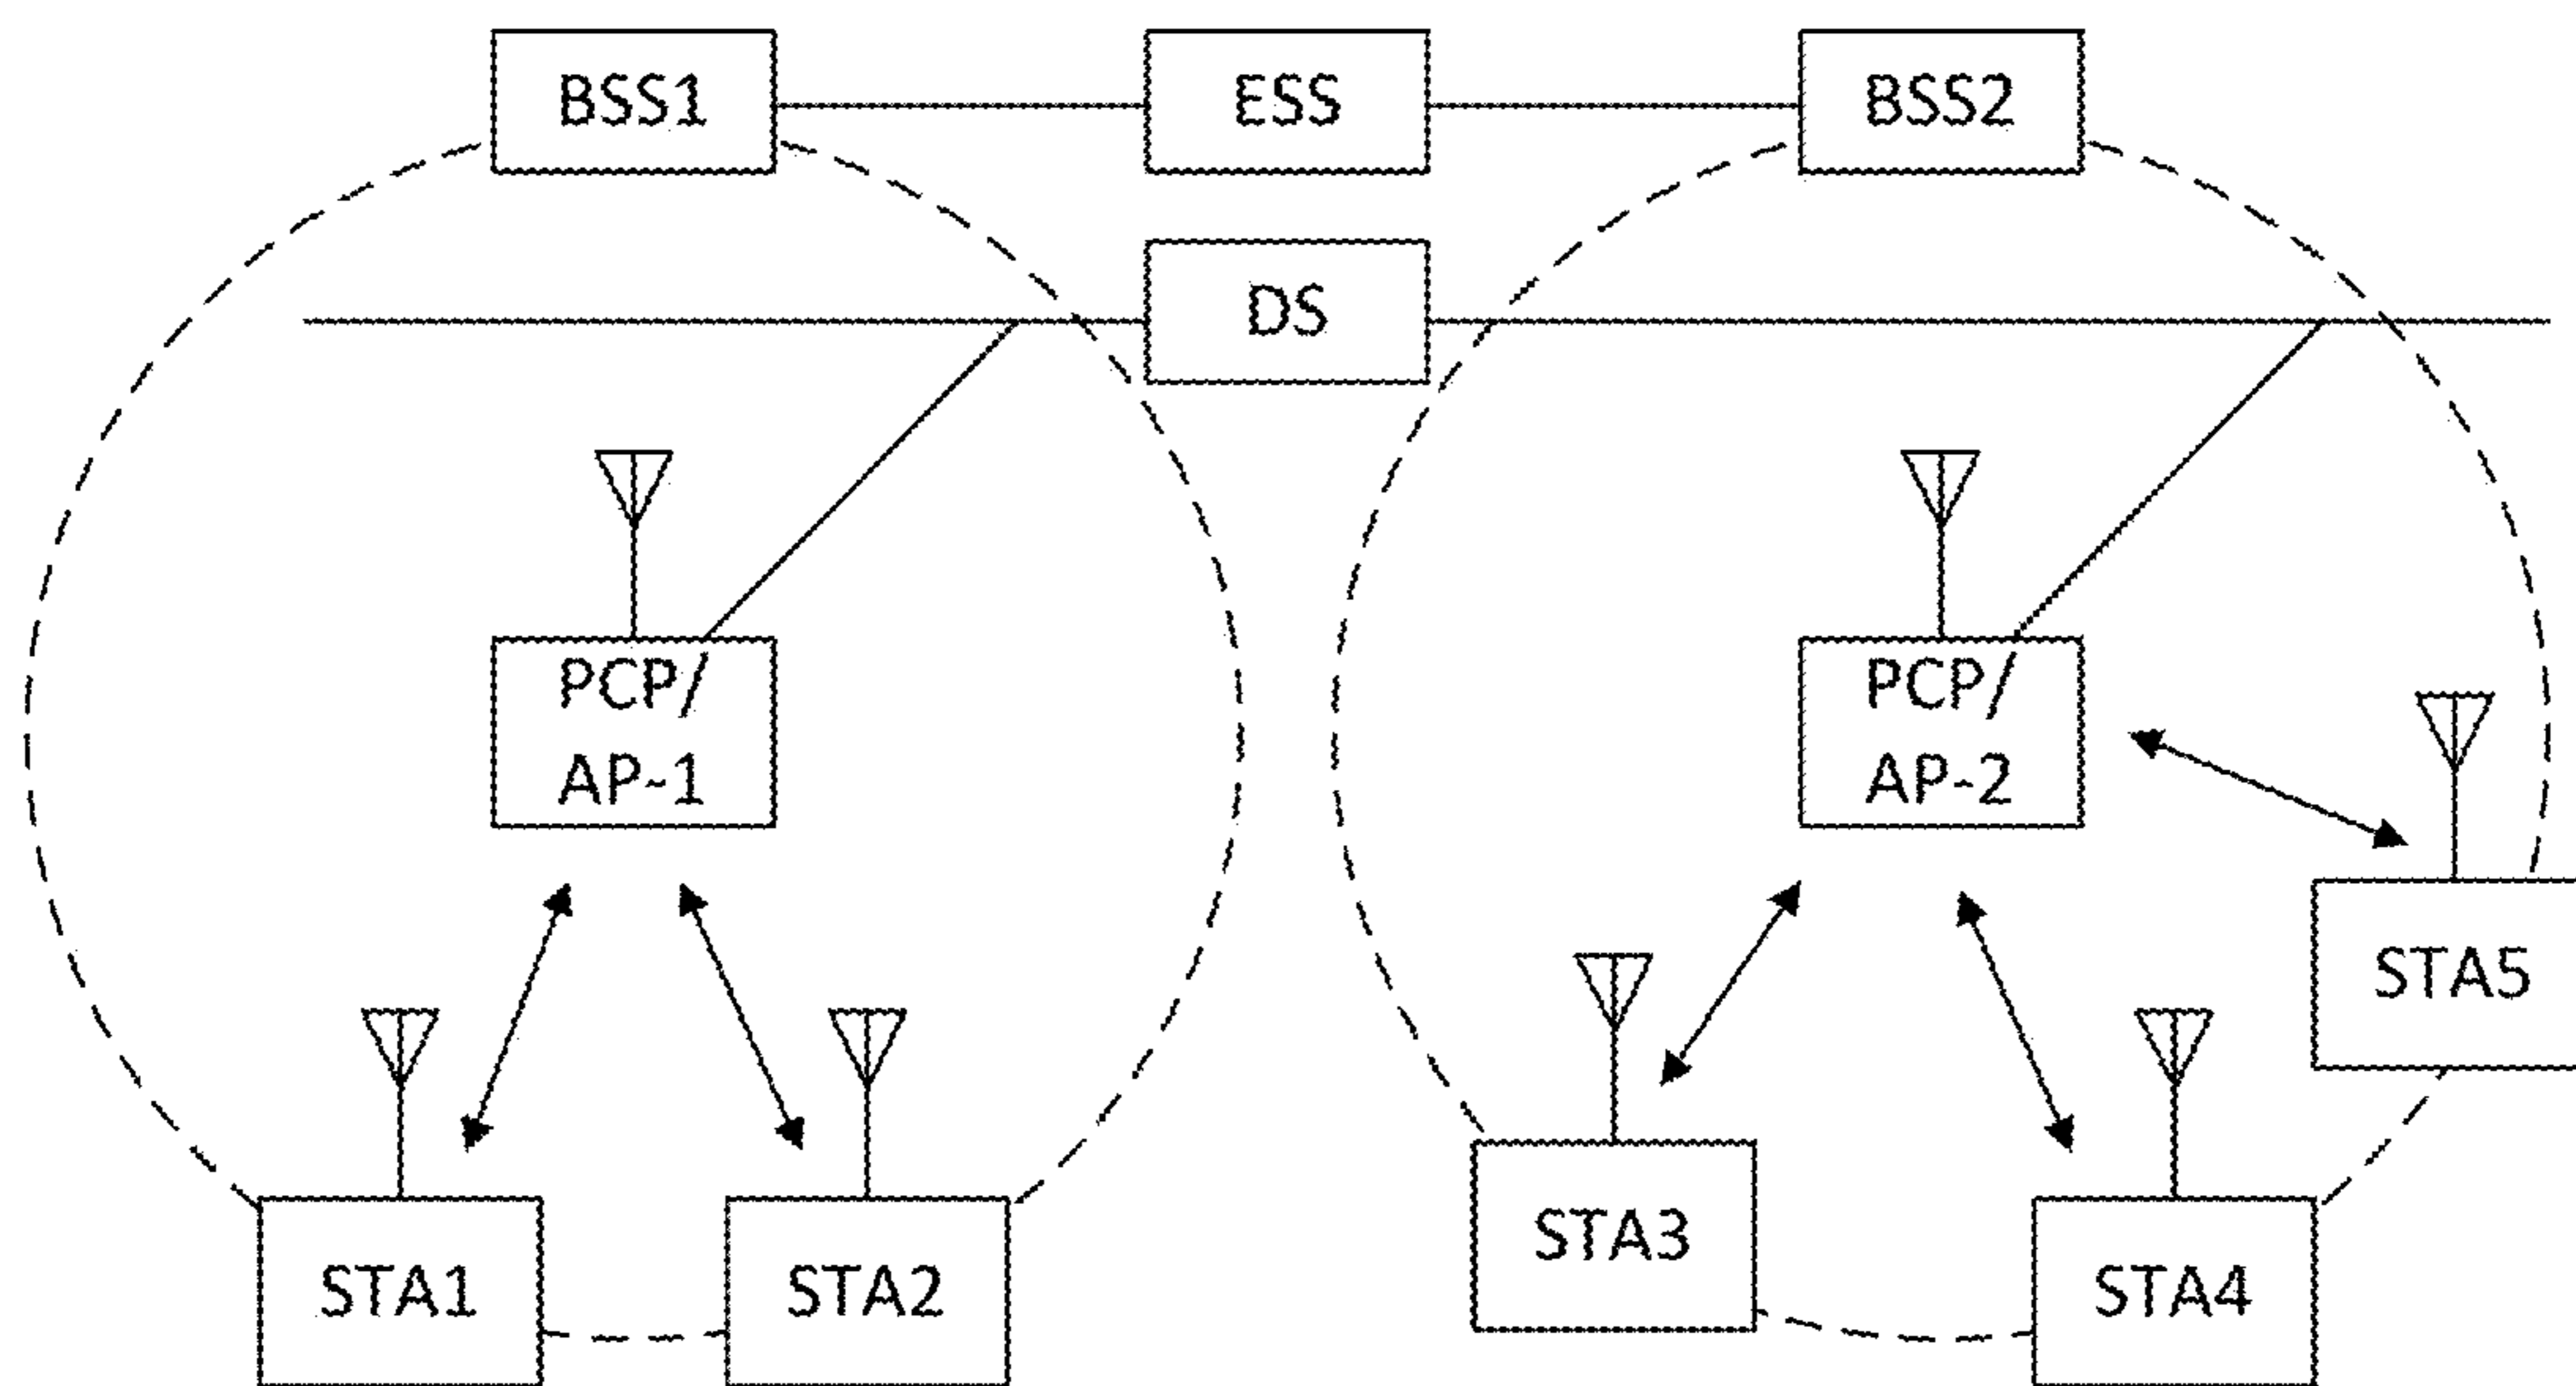 BSS1
ESS
BSS2
DS
PCP/
AP-1
PCP/
AP-2
STA5
STA3
STA4
STA1
STA2